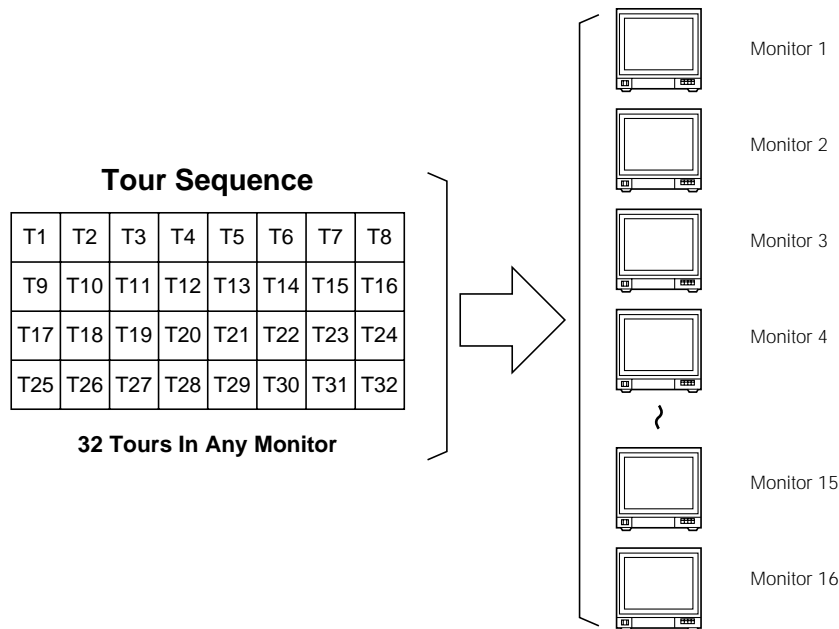 Tour Sequence
T1 T2 T3 T4 T5 T6 T7 T8
T9 T10 T11 T12 T13 T14 T15 T16
T17 T18 T19 T20 T21 T22 T23 T24
T25 T26 T27 T28 T29 T30 T31 T32
32 Tours In Any Monitor
Monitor 1
Monitor 2
Monitor 3
Monitor 4
Monitor 15
Monitor 16